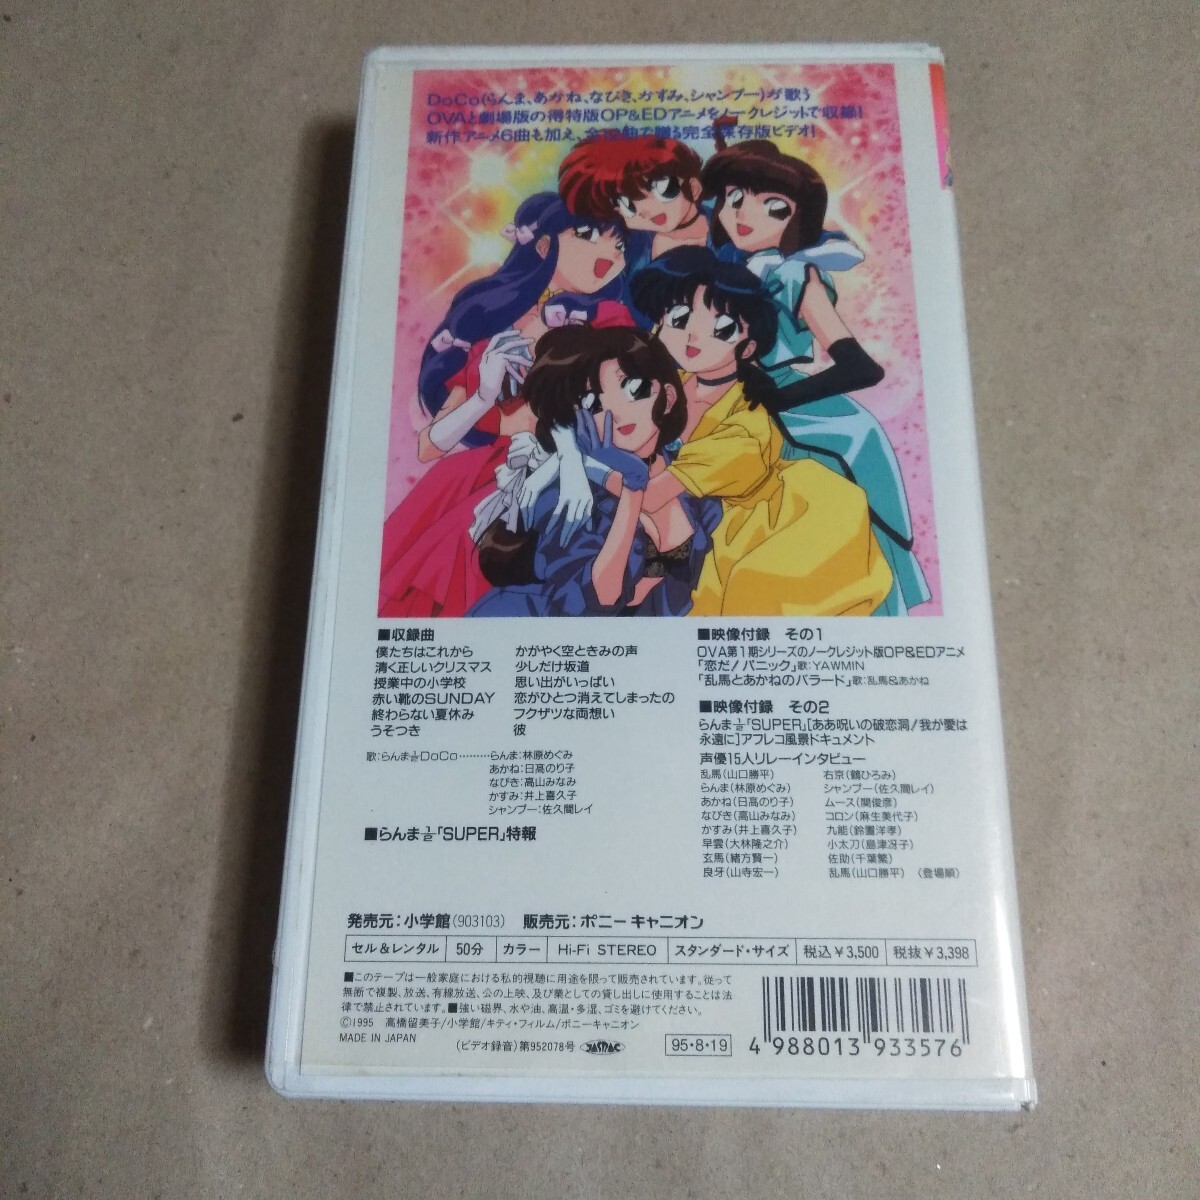 DoCo(らんま、あかね、なびき、かすみ、シャンプー)が歌う
OVAと劇場版の特版OP&EDアニメをノークレジットで収録!
新作アニメ6曲も加え、全12曲で贈る完全保存版ビデオ!
■収録曲
僕たちはこれから
清く正しいクリスマス
授業中の小学校
赤い靴のSUNDAY
終わらない夏休み
うそつき
かがやく空ときみの声
少しだけ坂道
思い出がいっぱい
恋がひとつ消えてしまったの
フクザツな両想い
彼
歌:らんま½DoCo………らんま:林原めぐみ
あかね:日髙のり子
なびき:高山みなみ
かすみ:井上喜久子
シャンプー:佐久間レイ
■らんま½「SUPER」特報
■映像付録 その1
OVA第1期シリーズのノークレジット版OP&EDアニメ
「恋だ!パニック」歌:YAWMIN
「乱馬とあかねのバラード」歌:乱馬&あかね
■映像付録 その2
らんま½「SUPER」[ああ呪いの破恋洞!我が愛は
永遠に]アフレコ風景ドキュメント
声優15人リレーインタビュー
乱馬(山口勝平)
らんま(林原めぐみ)
あかね(日髙のり子)
なびき(高山みなみ)
かすみ(井上喜久子)
早雲(大林隆之介)
玄馬(緒方賢一)
良牙(山寺宏一)
右京(鶴ひろみ)
シャンプー(佐久間レイ)
ムース(関俊彦)
コロン(麻生美代子)
九能(鈴置洋孝)
小太刀(島津冴子)
佐助(千葉繁)
乱馬(山口勝平) 〈登場順〉
発売元:小学館(903103) 販売元:ポニーキャニオン
セル&レンタル 50分 カラー Hi-Fi STEREO スタンダード・サイズ 税込¥3,500 税抜¥3,398
■このテープは一般家庭における私的視聴に用途を限って販売されています。従って
無断で複製、放送、有線放送、公の上映、及び業としての貸し出しに使用することは法
律で禁止されています。■強い磁界、水や油、高温・多湿、ゴミを避けてください。
©1995 高橋留美子/小学館/キティ・フィルム/ポニーキャニオン
MADE IN JAPAN
(ビデオ録音)第952078号 JASRAC
95・8・19
4 988013 933576